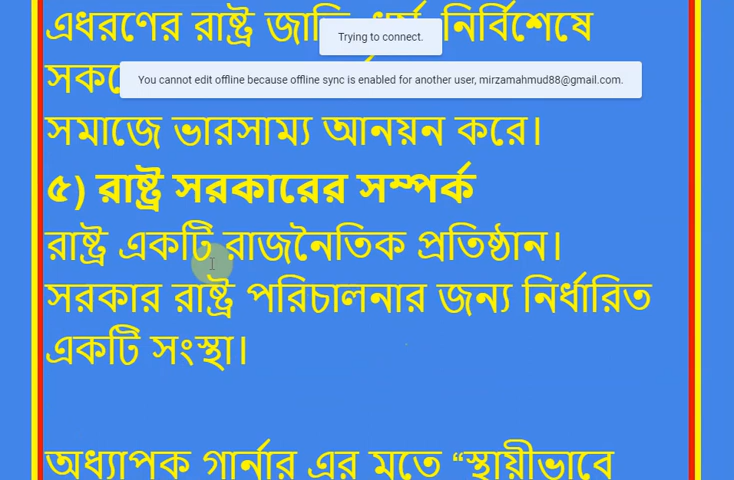 এধরণের রাষ্ট্র জাতি ধর্ম নির্বিশেষে
Trying to connect.
সকে
You cannot edit offline because offline sync is enabled for another user, mirzamahmud88@gmail.com.
সমাজে ভারসাম্য আনয়ন করে।
৫) রাষ্ট্র সরকারের সম্পর্ক
রাষ্ট্র একটি রাজনৈতিক প্রতিষ্ঠান।
সরকার রাষ্ট্র পরিচালনার জন্য নির্ধারিত
একটি সংস্থা।
অধ্যাপক গার্নার এর মতে “স্থায়ীভাবে